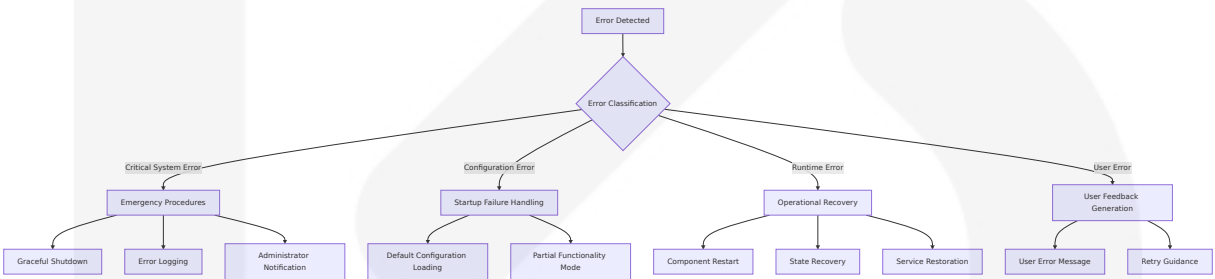 Error Detected
Error Classification
Critical System Error
Configuration Error
Runtime Error
User Error
Emergency Procedures
Startup Failure Handling
Operational Recovery
User Feedback
Generation
Graceful Shutdown
Error Logging
Administrator
Notification
Default Configuration
Loading
Partial Functionality
Mode
Component Restart
State Recovery
Service Restoration
User Error Message
Retry Guidance